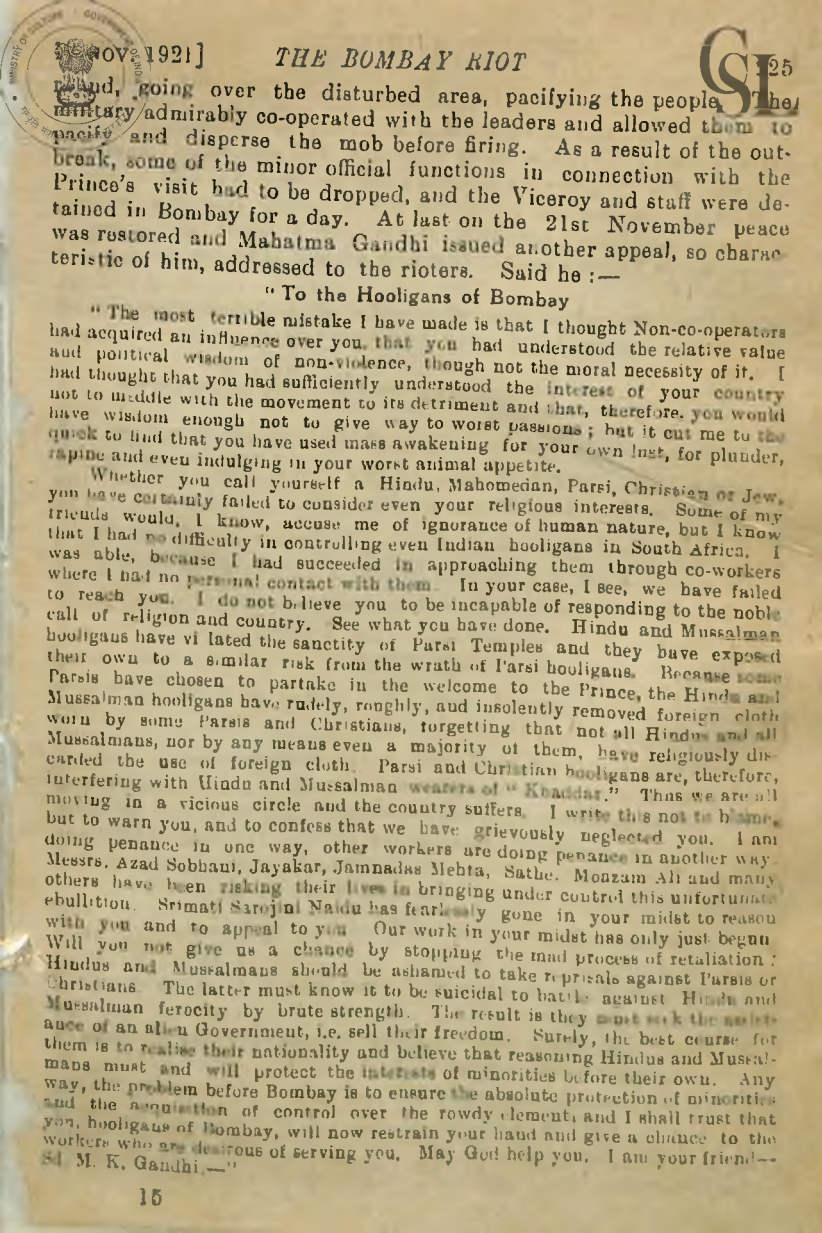 NOV. 1921] THE BOMBAY RIOT 25
going over the disturbed area, pacifying the people. The
military admirably co-operated with the leaders and allowed them to
pacify and disperse the mob before firing. As a result of the out-
break, some of the minor official functions in connection with the
Prince's visit had to be dropped, and the Viceroy and staff were de-
tained in Bombay for a day. At last on the 21st November peace
was restored and Mahatma Gandhi issued another appeal, so charac-
teristic of him, addressed to the rioters. Said he :—
" To the Hooligans of Bombay
" The most terrible mistake I have made is that I thought Non-co-operators
had acquired an influence over you, that you had understood the relative value
and political wisdom of non-violence, though not the moral necessity of it. I
had thought that you had sufficiently understood the interest of your country
not to meddle with the movement to its detriment and that, therefore, you would
have wisdom enough not to give way to worst passions ; but it cut me to the
quick to find that you have used mass awakening for your own lust, for plunder,
rapine and even indulging in your worst animal appetite.
Whether you call yourself a Hindu, Mahomedan, Parsi, Christian or Jew,
you have certainly failed to consider even your religious interests. Some of my
friends would, I know, accuse me of ignorance of human nature, but I know
that I had no difficulty in controlling even Indian hooligans in South Africa. I
was able, because I had succeeded in approaching them through co-workers
where I had no personal contact with them. In your case, I see, we have failed
to reach you. I do not believe you to be incapable of responding to the noble
call of religion and country. See what you have done. Hindu and Mussalman
hooligans have vi lated the sanctity of Parsi Temples and they have exposed
their own to a similar risk from the wrath of Parsi hooligans. Because some
Parsis have chosen to partake in the welcome to the Prince, the Hindu and
Mussalman hooligans have rudely, roughly, and insolently removed foreign cloth
worn by some Parsis and Christians, forgetting that not all Hindus and all
Mussalmans, nor by any means even a majority of them, have religiously dis-
carded the use of foreign cloth. Parsi and Christian hooligans are, therefore,
interfering with Hindu and Mussalman wearers of " Khaddar." Thus we are all
moving in a vicious circle and the country suffers. I write this not to blame,
but to warn you, and to confess that we have grievously neglected you. I am
doing penance in one way, other workers are doing penance in another way.
Messrs. Azad Sobhani, Jayakar, Jamnadas Mehta, Sathe. Moazam Ali and many
others have been risking their lives in bringing under control this unfortunate
ebullition. Srimati Sarojini Naidu has fearlessly gone in your midst to reason
with you and to appeal to you Our work in your midst has only just begun
Will you not give us a chance by stopping the mad process of retaliation ?
Hindus and Mussalmans should be ashamed to take reprisals against Parsis or
Christians. The latter must know it to be suicidal to battle against Hindu and
Mussalman ferocity by brute strength. The result is they must seek the assist-
ance of an alien Government, i.e. sell their freedom. Surely, the best course for
them is to realise their nationality and believe that reasoning Hindus and Mussal-
mans must and will protect the interests of minorities before their own. Any
way, the problem before Bombay is to ensure the absolute protection of minorities
and the acquisition of control over the rowdy element, and I shall trust that
you, hooligans of Bombay, will now restrain your hand and give a chance to the
workers who are desirous of serving you. May God help you. I am your friend—
Sd M. K. Gandhi.—"
15